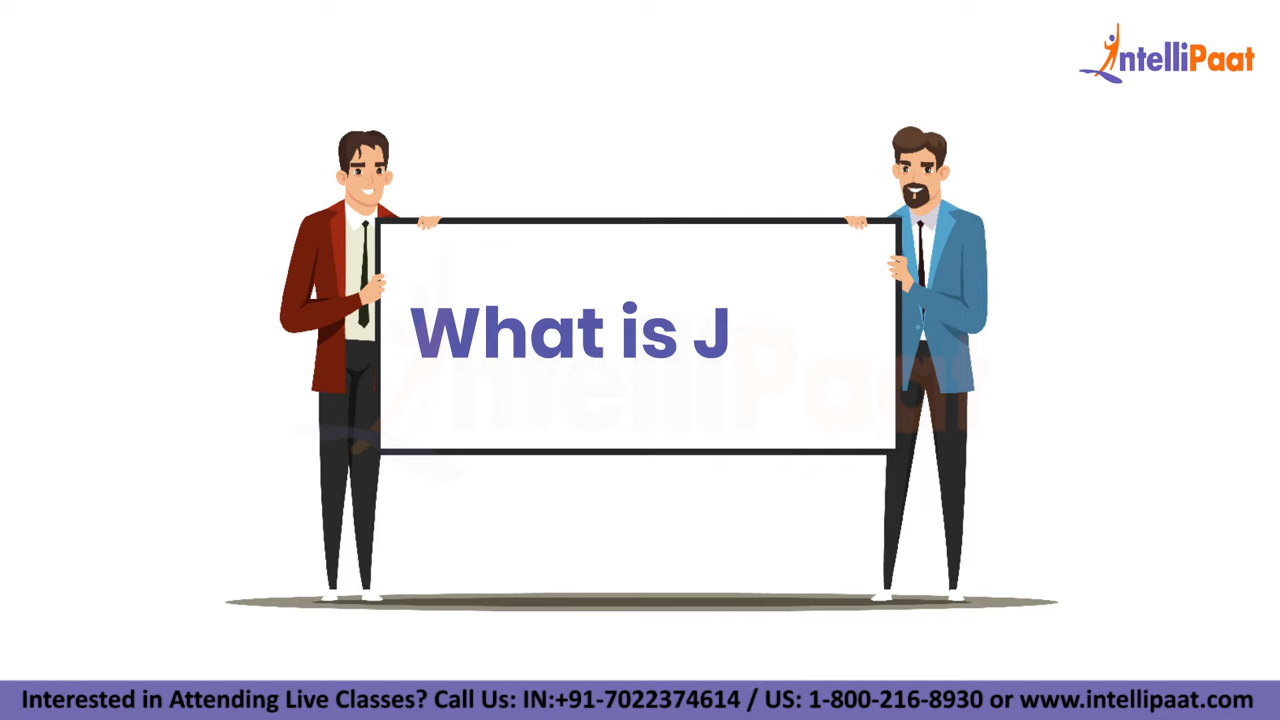 IntelliPaat
What is J
IntelliPaat
Interested in Attending Live Classes? Call Us: IN:+91-7022374614 / US: 1-800-216-8930 or www.intellipaat.com